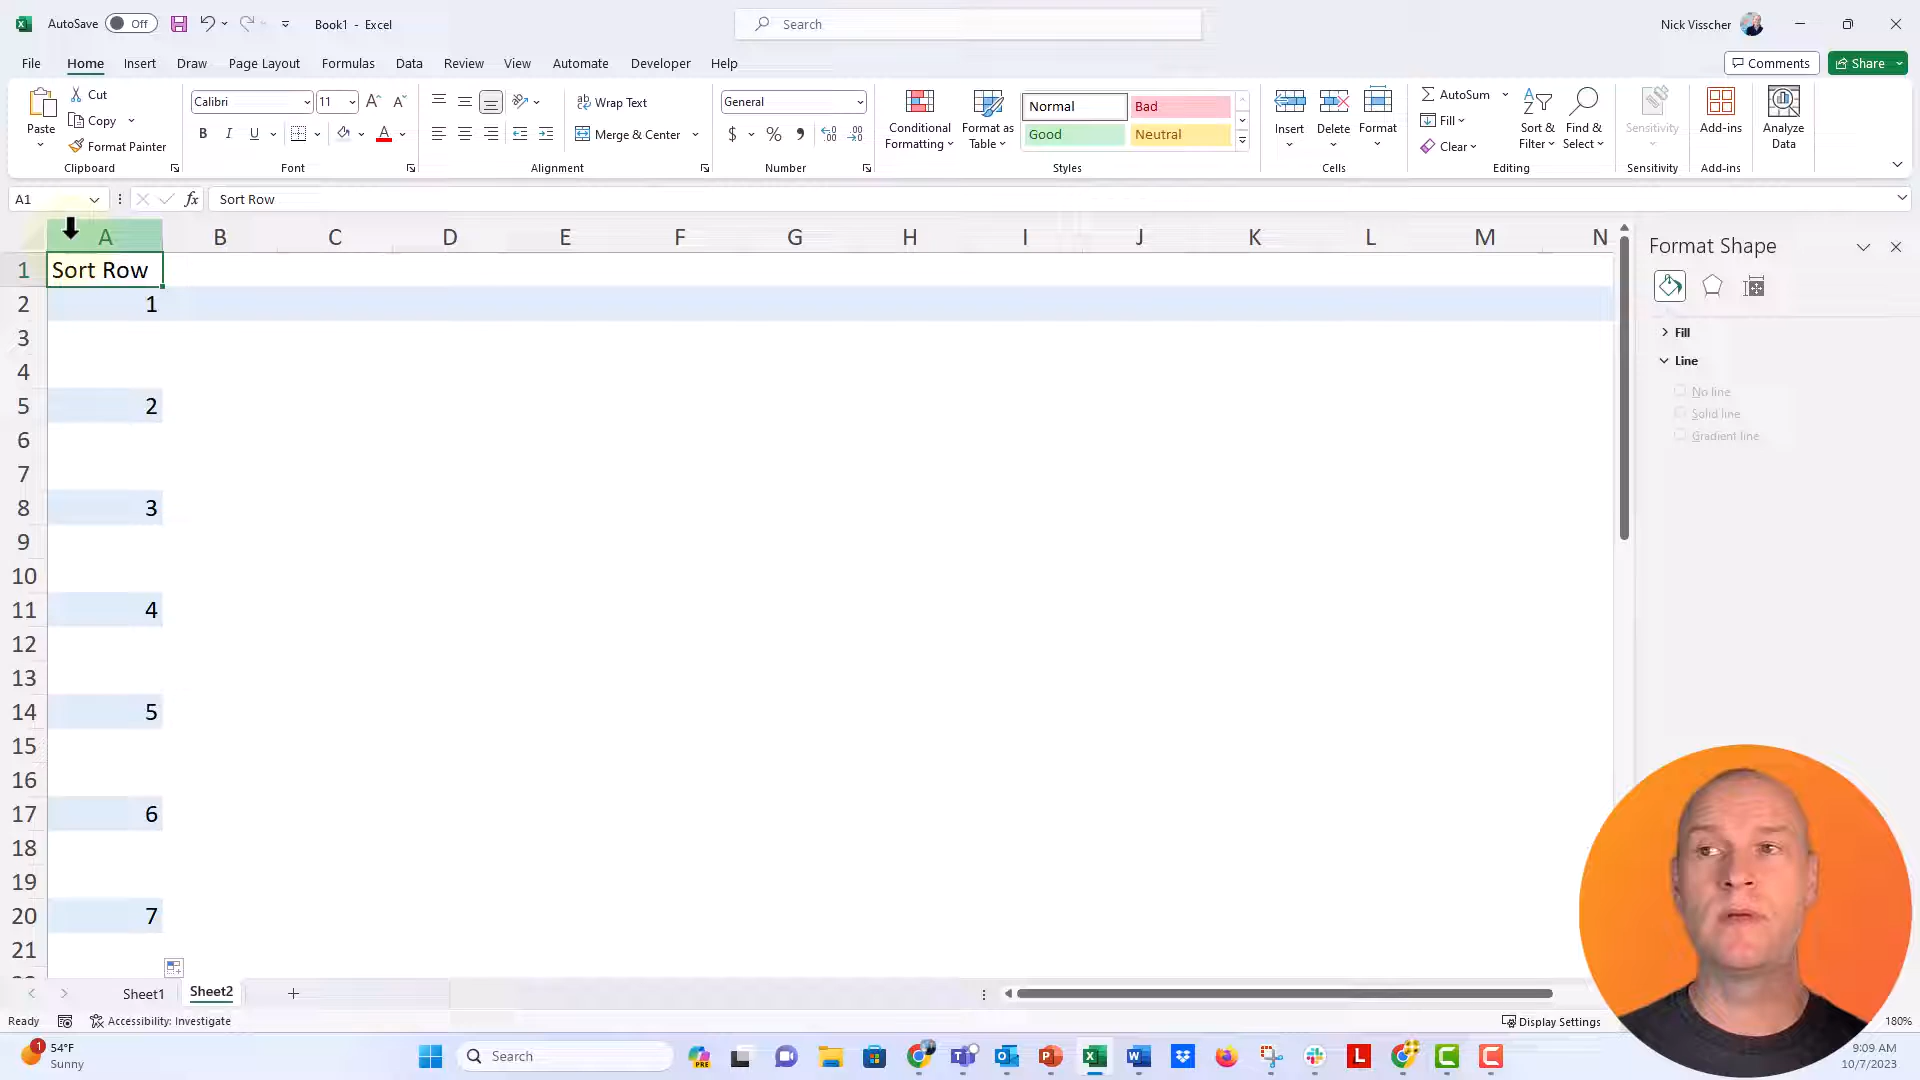 AutoSave Off Book1 - Excel Search Nick Visscher
File Home Insert Draw Page Layout Formulas Data Review View Automate Developer Help Comments Share
Paste Cut Copy Format Painter Clipboard
Calibri 11 B I U A Font
Wrap Text Merge & Center Alignment
General $ % Number
Conditional Formatting Format as Table Normal Bad Good Neutral Styles
Insert Delete Format Cells
AutoSum Fill Clear Sort & Filter Find & Select Editing
Sensitivity Sensitivity
Add-ins Add-ins
Analyze Data
A1 fx Sort Row
A B C D E F G H I J K L M N
1 Sort Row
2 1
3
4
5 2
6
7
8 3
9
10
11 4
12
13
14 5
15
16
17 6
18
19
20 7
21
Format Shape
Fill
Line
No line
Solid line
Gradient line
Sheet1 Sheet2
Ready Accessibility: Investigate Display Settings 180%
1 54°F
Sunny
Search
PRE
9:09 AM
10/7/2023